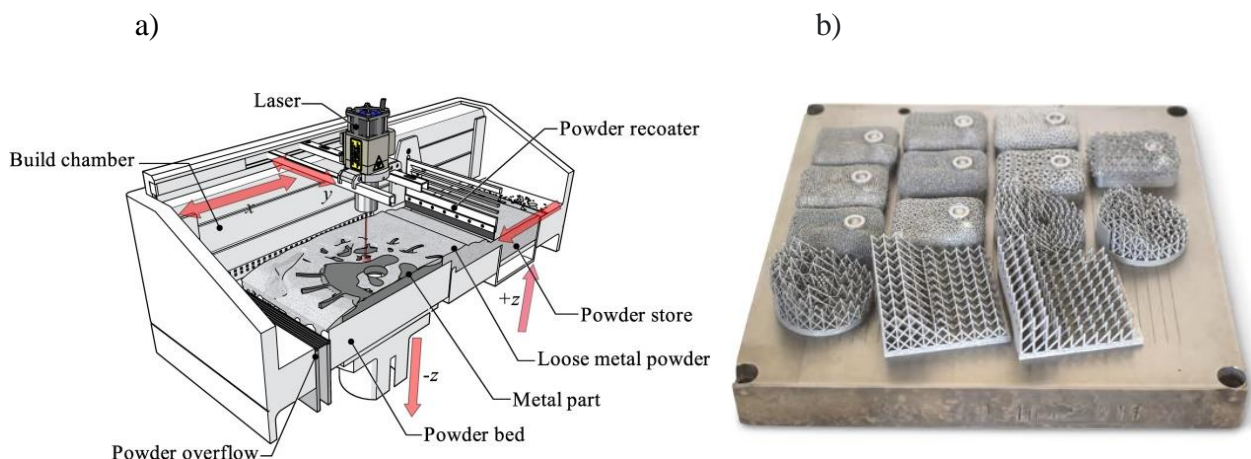 a)
b)
Laser
Powder recoater
Build chamber
x
y
+z
Powder store
Loose metal powder
-z
Metal part
Powder bed
Powder overflow